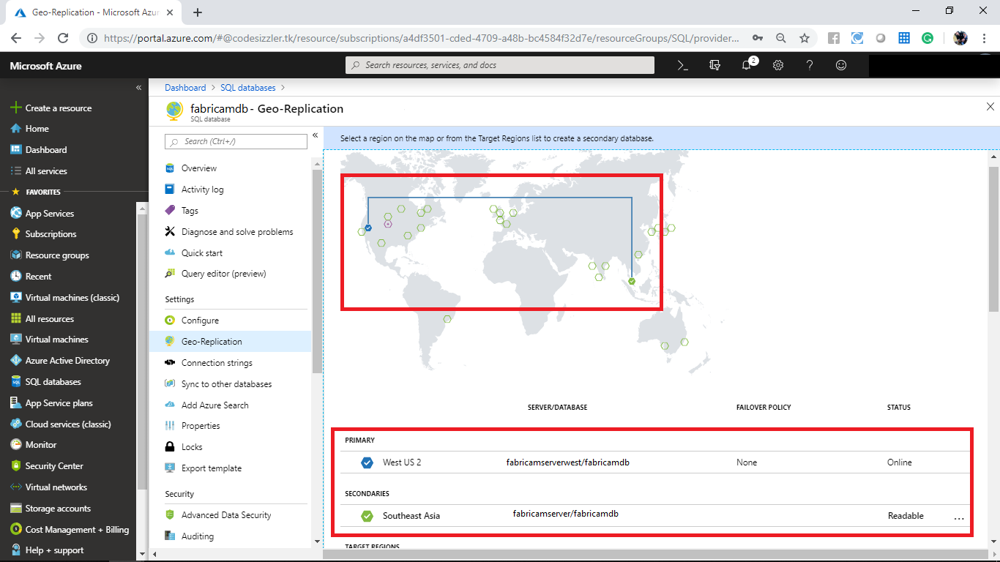 Geo-Replication - Microsoft Azur
https://portal.azure.com/#@codesizzler.tk/resource/subscriptions/a4df3501-cded-4709-a48b-bc4584f32d7e/resourceGroups/SQL/provider...
Microsoft Azure
Search resources, services, and docs
2
Create a resource
Home
Dashboard
All services
FAVORITES
App Services
Subscriptions
Resource groups
Recent
Virtual machines (classic)
All resources
Virtual machines
Azure Active Directory
SQL databases
App Service plans
Cloud services (classic)
Monitor
Security Center
Virtual networks
Storage accounts
Cost Management + Billing
Help + support
Dashboard > SQL databases >
fabricamdb - Geo-Replication
SQL database
Search (Ctrl+/)
Overview
Activity log
Tags
Diagnose and solve problems
Quick start
Query editor (preview)
Settings
Configure
Geo-Replication
Connection strings
Sync to other databases
Add Azure Search
Properties
Locks
Export template
Security
Advanced Data Security
Auditing
Select a region on the map or from the Target Regions list to create a secondary database.
SERVER/DATABASE FAILOVER POLICY STATUS
PRIMARY
West US 2 fabricamserverwest/fabricamdb None Online
SECONDARIES
Southeast Asia fabricamserver/fabricamdb Readable ...
TARGET REGIONS